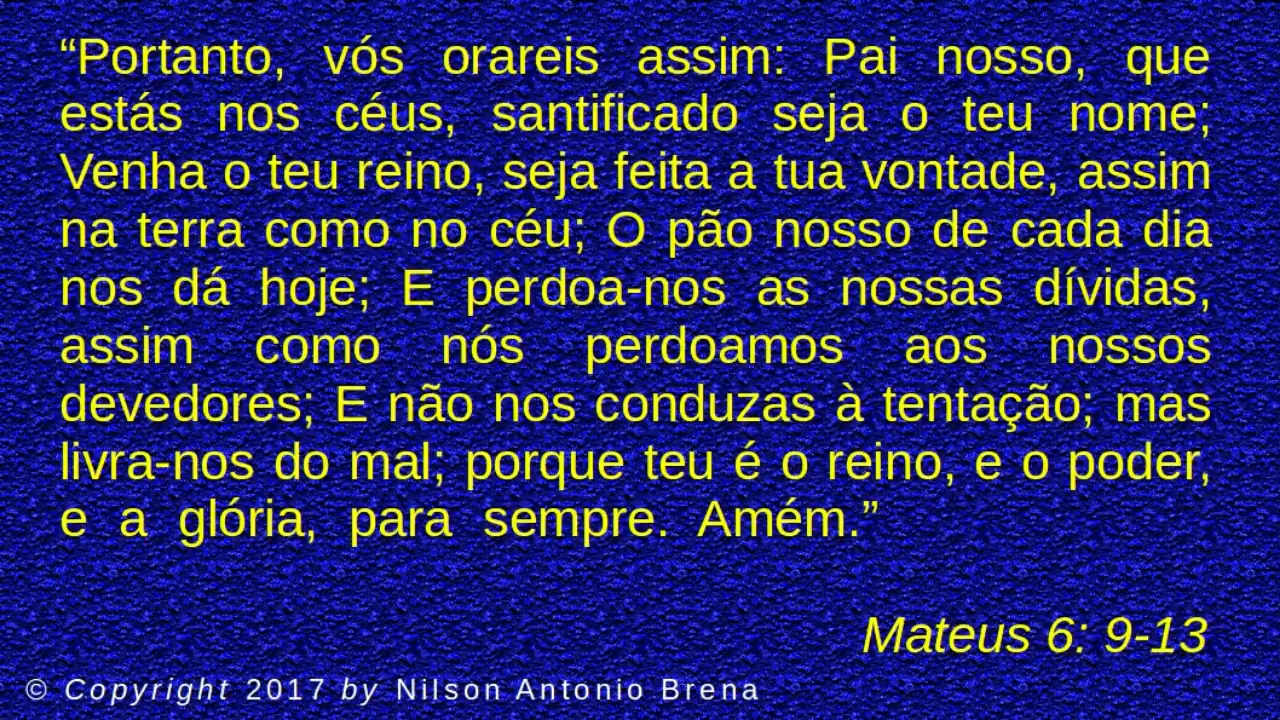 “Portanto, vós orareis assim: Pai nosso, que
estás nos céus, santificado seja o teu nome;
Venha o teu reino, seja feita a tua vontade, assim
na terra como no céu; O pão nosso de cada dia
nos dá hoje; E perdoa-nos as nossas dívidas,
assim como nós perdoamos aos nossos
devedores; E não nos conduzas à tentação; mas
livra-nos do mal; porque teu é o reino, e o poder,
e a glória, para sempre. Amém.”
Mateus 6: 9-13
© Copyright 2017 by Nilson Antonio Brena